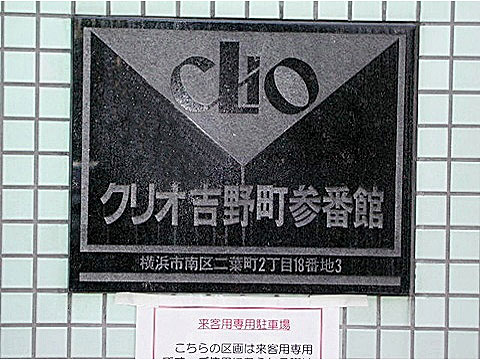 CLIO
クリオ吉野町参番館
横浜市南区二葉町2丁目18番地3
来客用専用駐車場
こちらの区画は来客用専用